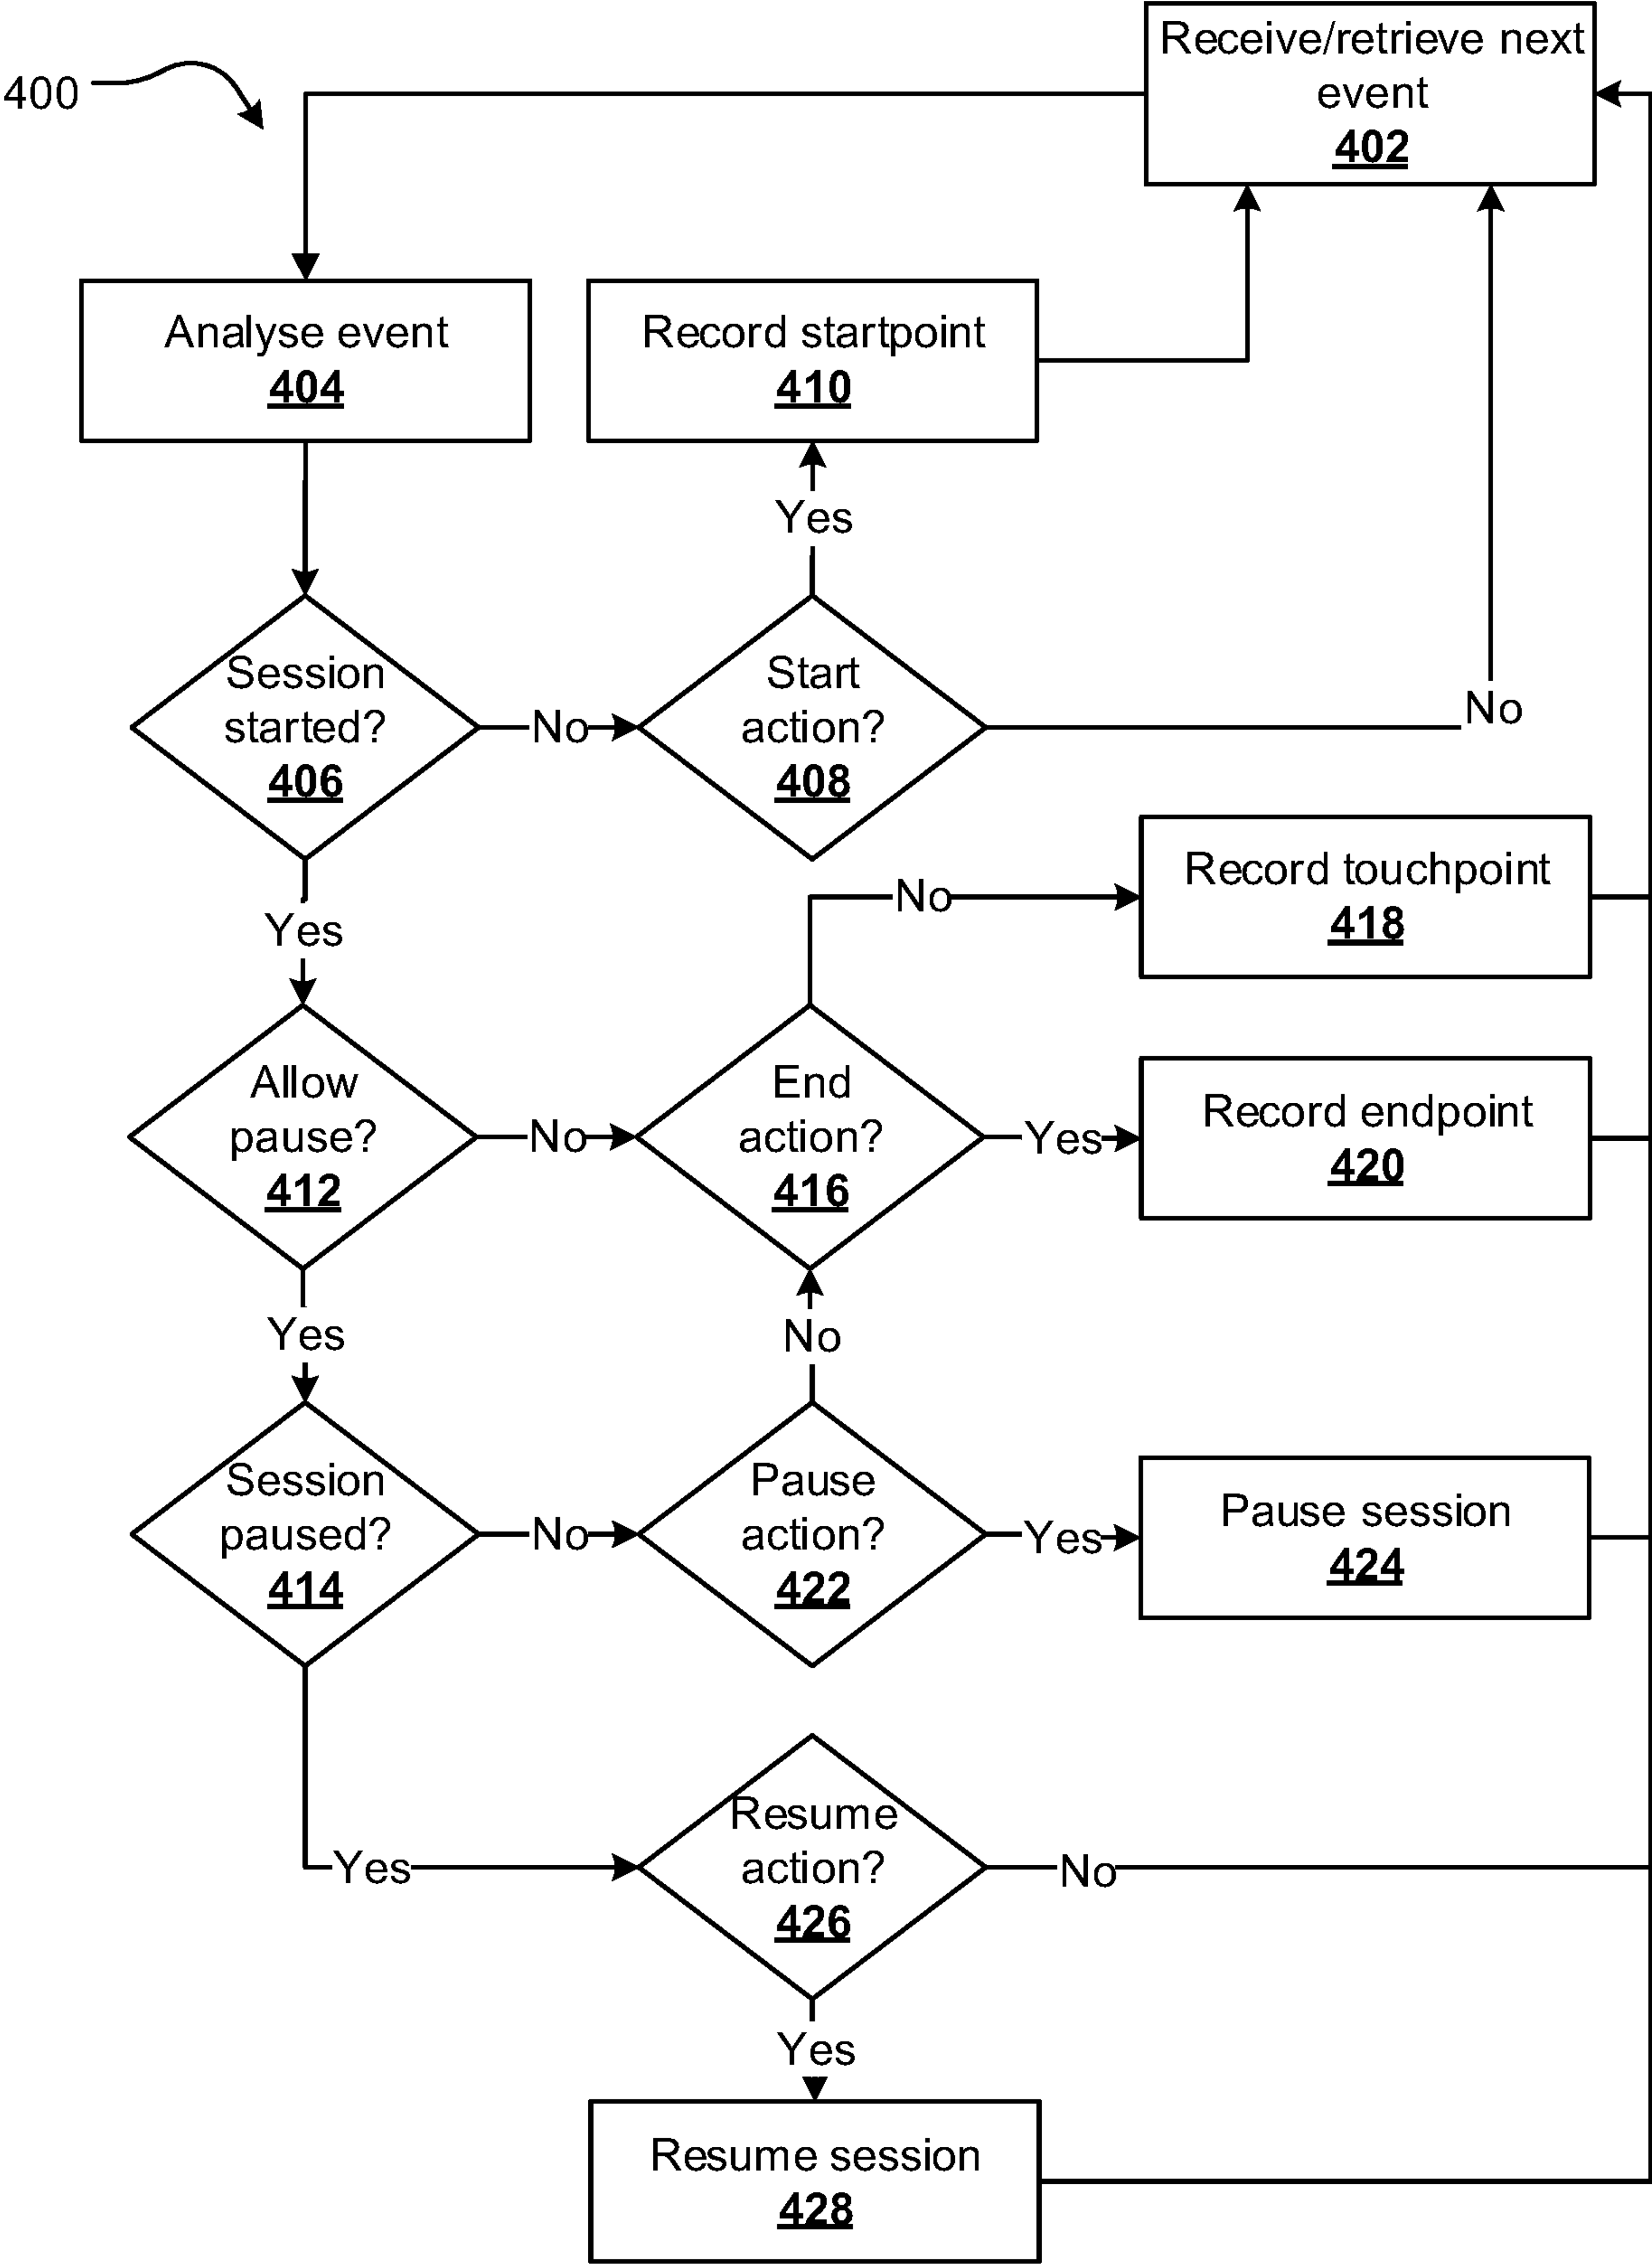 Receive/retrieve next
event
402
400
Analyse event
404
Record startpoint
410
Yes
Session
started?
406
No
Start
action?
408
No
Yes
No
Record touchpoint
418
Allow
pause?
412
No
End
action?
416
Yes
Record endpoint
420
Yes
No
Session
paused?
414
No
Pause
action?
422
Yes
Pause session
424
Yes
Resume
action?
426
No
Yes
Resume session
428